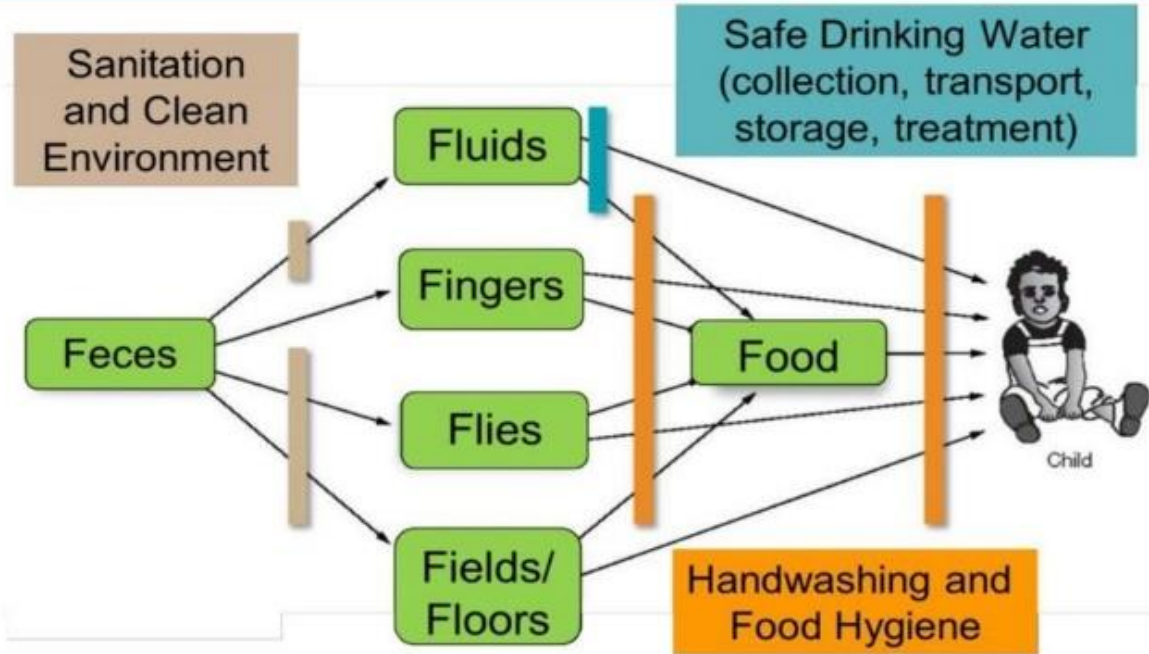 Sanitation
and Clean
Environment
Safe Drinking Water
(collection, transport,
storage, treatment)
Fluids
Fingers
Feces
Food
Flies
Child
Fields/
Floors
Handwashing and
Food Hygiene